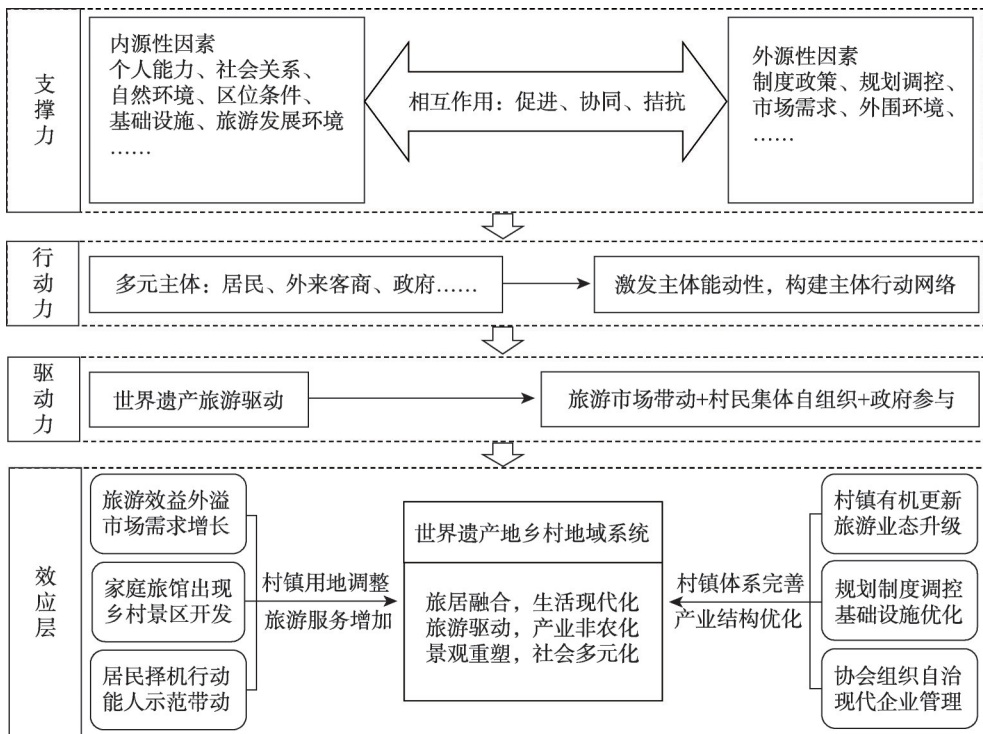 支撑力
内源性因素
个人能力、社会关系、
自然环境、区位条件、
基础设施、旅游发展环境
……
相互作用：促进、协同、拮抗
外源性因素
制度政策、规划调控、
市场需求、外围环境、
……
行动力
多元主体：居民、外来客商、政府……
激发主体能动性，构建主体行动网络
驱动力
世界遗产旅游驱动
旅游市场带动+村民集体自组织+政府参与
效应层
旅游效益外溢
市场需求增长
家庭旅馆出现
乡村景区开发
居民择机行动
能人示范带动
村镇用地调整
旅游服务增加
世界遗产地乡村地域系统
旅居融合，生活现代化
旅游驱动，产业非农化
景观重塑，社会多元化
村镇体系完善
产业结构优化
村镇有机更新
旅游业态升级
规划制度调控
基础设施优化
协会组织自治
现代企业管理